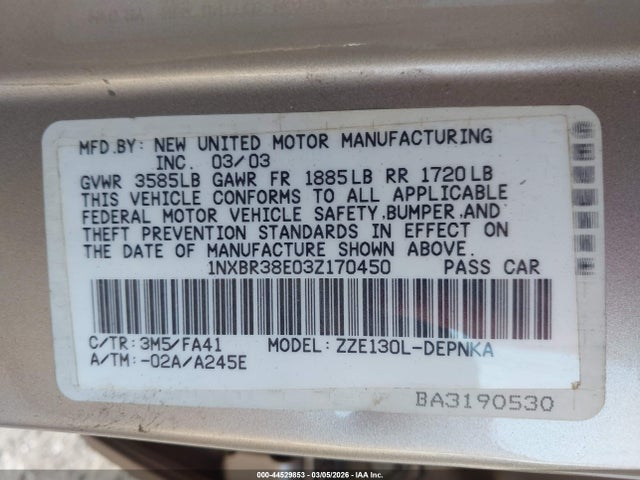 MFD.BY: NEW UNITED MOTOR MANUFACTURING
INC. 03/03
GVWR 3585LB GAWR FR 1885LB RR 1720LB
THIS VEHICLE CONFORMS TO ALL APPLICABLE
FEDERAL MOTOR VEHICLE SAFETY,BUMPER,AND
THEFT PREVENTION STANDARDS IN EFFECT ON
THE DATE OF MANUFACTURE SHOWN ABOVE.
1NXBR38E03Z170450 PASS CAR
C/TR:3M5/FA41 MODEL: ZZE130L-DEPNKA
A/TM:-02A/A245E
BA3190530
000-44529853 - 03/05/2026 - IAA Inc.